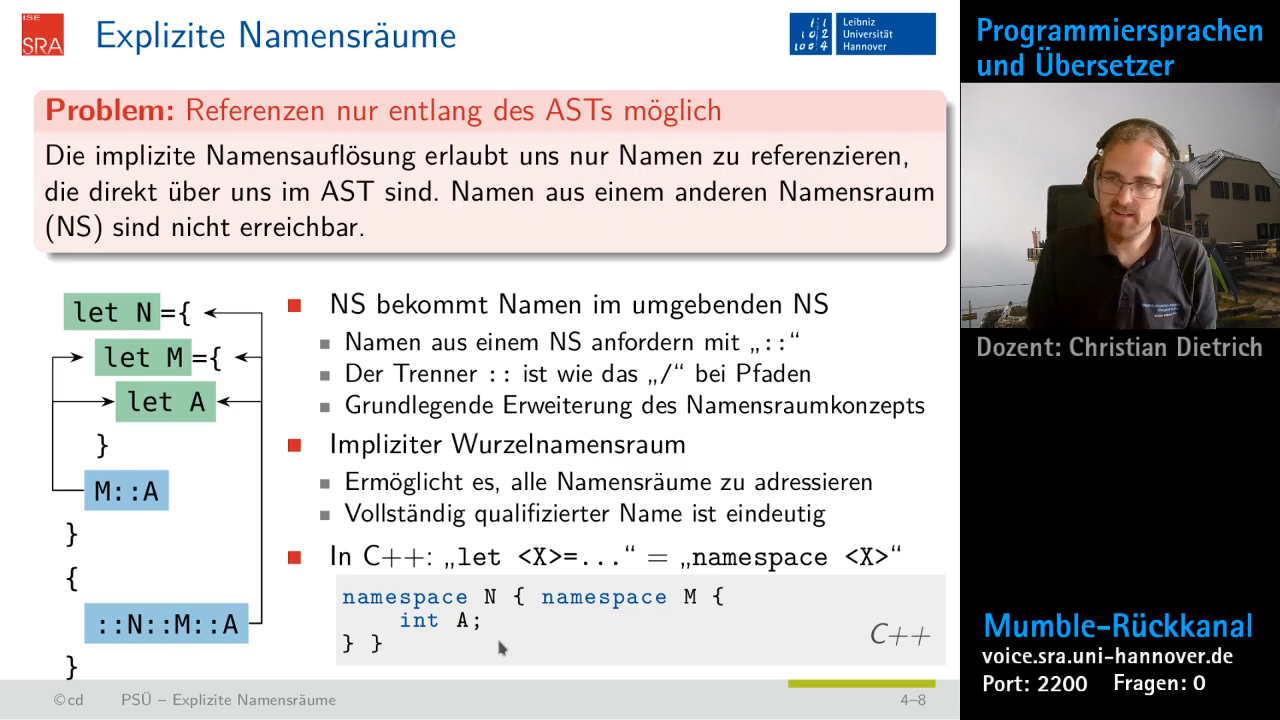 ISE
SRA
Explizite Namensräume
Leibniz
Universität
Hannover
Problem: Referenzen nur entlang des ASTs möglich
Die implizite Namensauflösung erlaubt uns nur Namen zu referenzieren,
die direkt über uns im AST sind. Namen aus einem anderen Namensraum
(NS) sind nicht erreichbar.
let N={
let M={
let A
}
M::A
}
{
::N::M::A
}
NS bekommt Namen im umgebenden NS
Namen aus einem NS anfordern mit „::“
Der Trenner :: ist wie das „/“ bei Pfaden
Grundlegende Erweiterung des Namensraumkonzepts
Impliziter Wurzelnamensraum
Ermöglicht es, alle Namensräume zu adressieren
Vollständig qualifizierter Name ist eindeutig
In C++: „let <X>=...“ = „namespace <X>“
namespace N { namespace M {
int A;
} }
C++
©cd PSÜ – Explizite Namensräume 4–8
Programmiersprachen
und Übersetzer
Dozent: Christian Dietrich
Mumble-Rückkanal
voice.sra.uni-hannover.de
Port: 2200 Fragen: 0